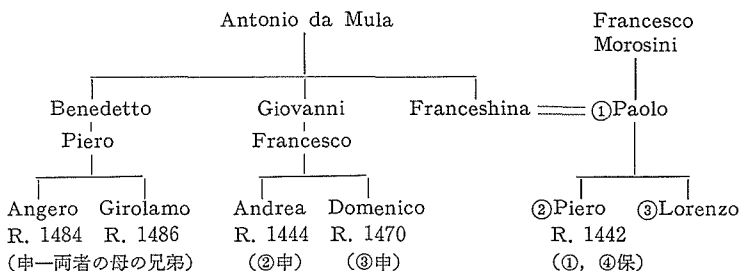 Antonio da Mula
Francesco
Morosini
Benedetto Giovanni Franceshina ①Paolo
Piero Francesco
Angero Girolamo Andrea Domenico ②Piero ③Lorenzo
R. 1484 R. 1486 R. 1444 R. 1470 R. 1442
(申一両者の母の兄弟) (②申) (③申) (①, ④保)